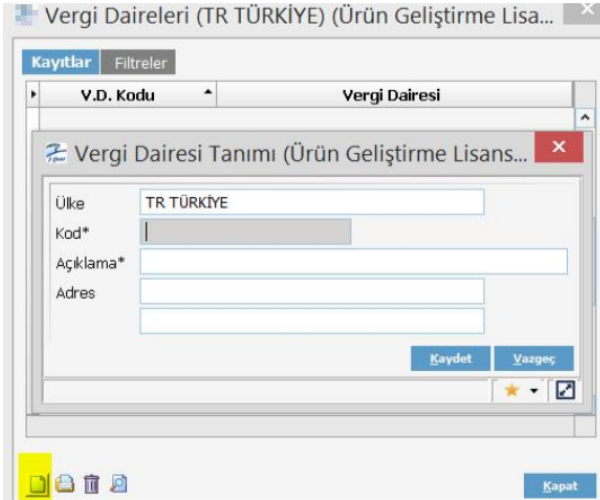 Vergi Daireleri (TR TÜRKİYE) (Ürün Geliştirme Lisa...
Kayıtlar Filtreler
V.D. Kodu Vergi Dairesi
Vergi Dairesi Tanımı (Ürün Geliştirme Lisans...
Ülke TR TÜRKİYE
Kod*
Açıklama*
Adres
Kaydet Vazgeç
Kapat